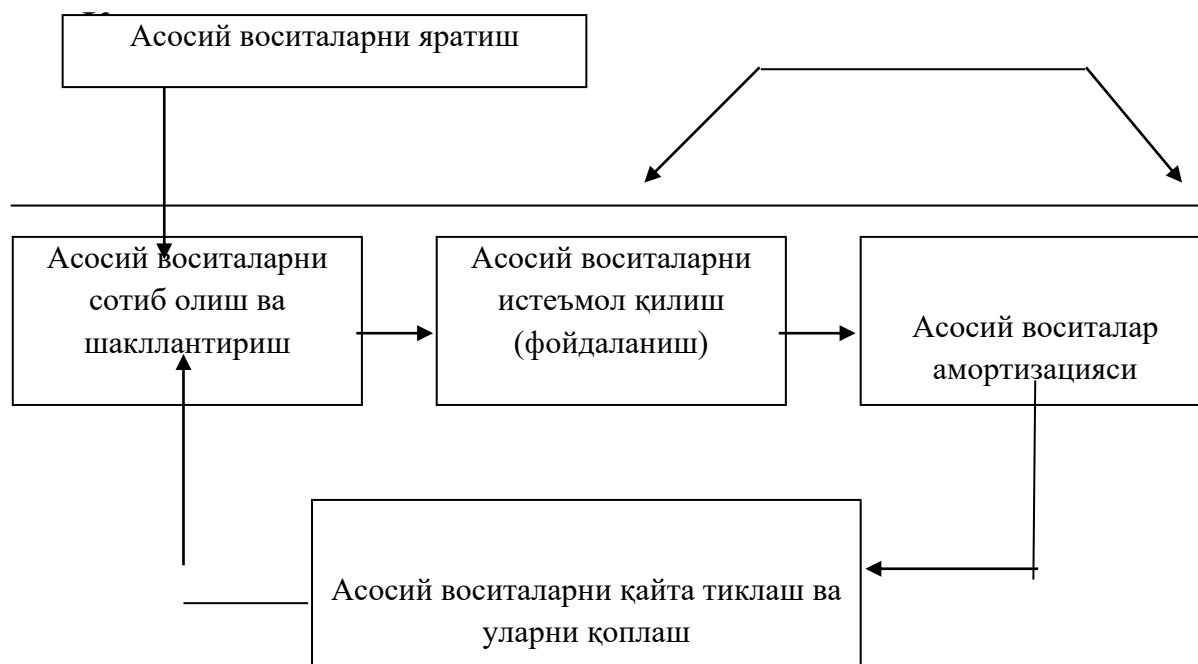 Асосий воситаларни яратиш
Асосий воситаларни
сотиб олиш ва
шакллантириш
Асосий воситаларни
истеъмол қилиш
(фойдаланиш)
Асосий воситалар
амортизацияси
Асосий воситаларни қайта тиклаш ва
уларни қоплаш